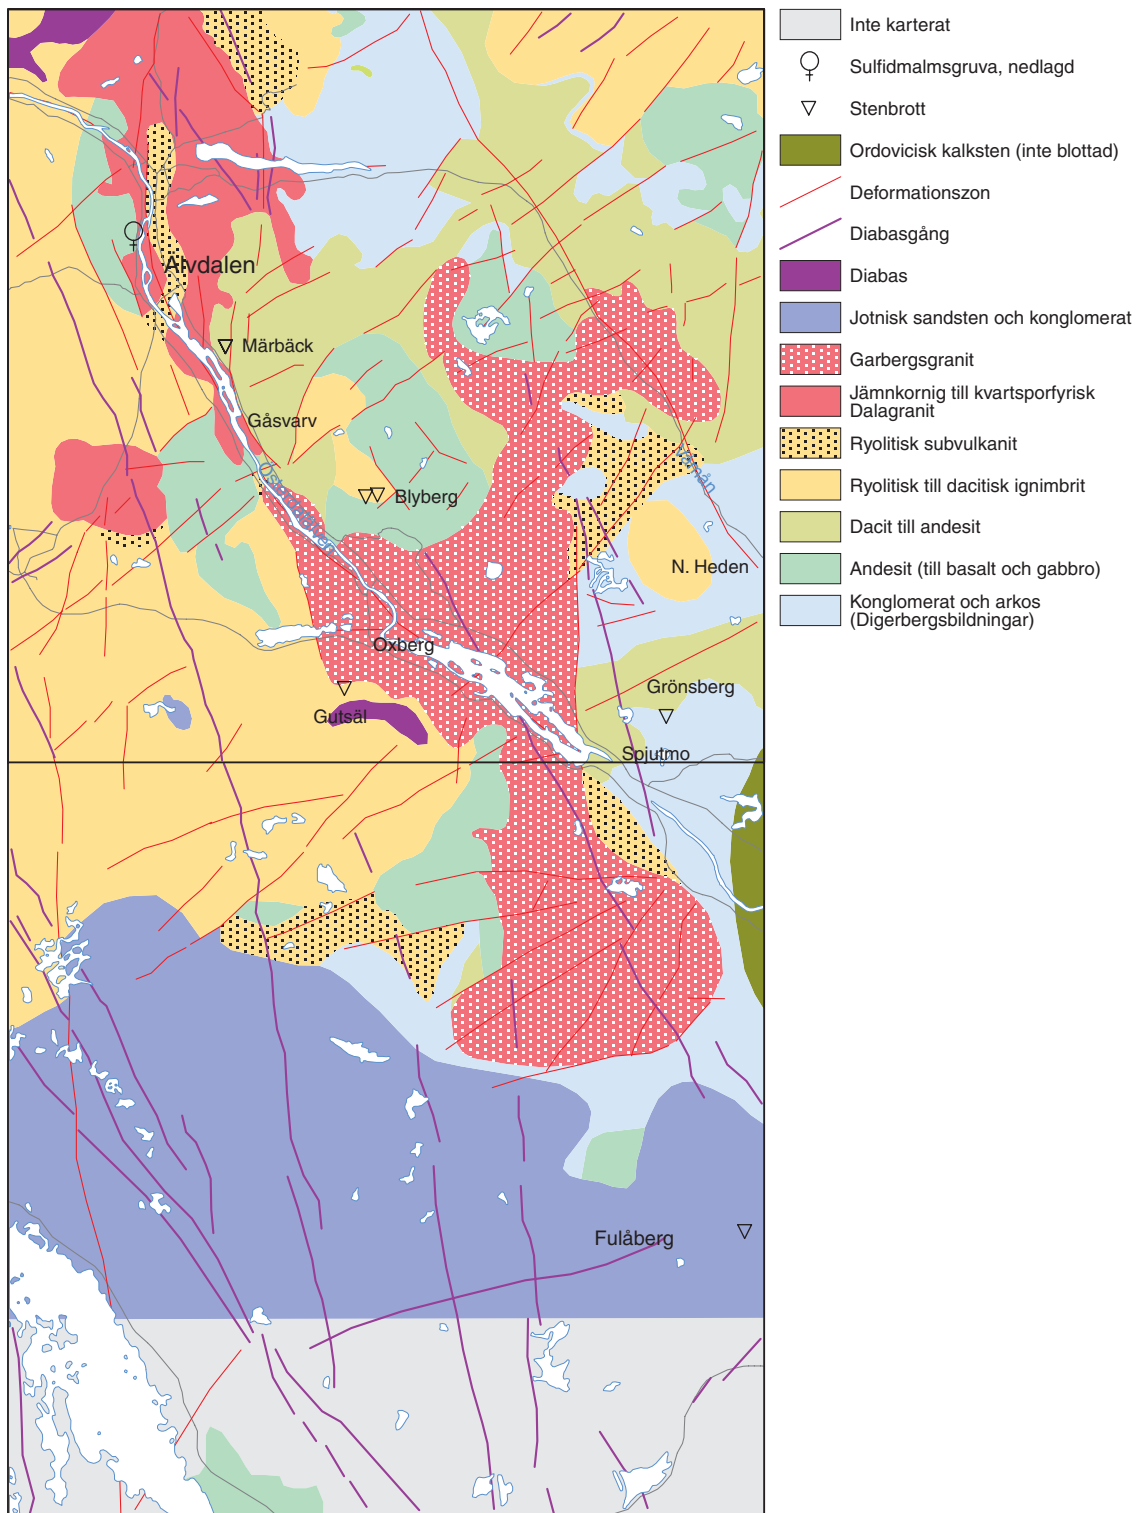 Inte karterat
Sulfidmalmsgruva, nedlagd
Stenbrott
Ordovicisk kalksten (inte blottad)
Deformationszon
Diabasgång
Diabas
Jotnisk sandsten och konglomerat
Garbergsgranit
Jämnkornig till kvartsporfyrisk
Dalagranit
Ryolitisk subvulkanit
Ryolitisk till dacitisk ignimbrit
Dacit till andesit
Andesit (till basalt och gabbro)
Konglomerat och arkos
(Digerbergsbildningar)
Älvdalen
Märbäck
Gåsvarv
Österdalälven
Blyberg
N. Heden
Oxberg
Grönsberg
Gutsäl
Spjutmo
Fulåberg